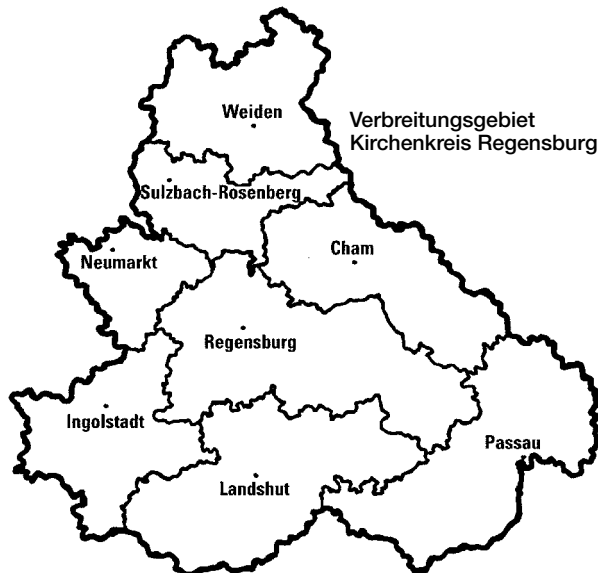 Weiden
Verbreitungsgebiet
Kirchenkreis Regensburg
Sulzbach-Rosenberg
Neumarkt
Cham
Regensburg
Ingolstadt
Passau
Landshut